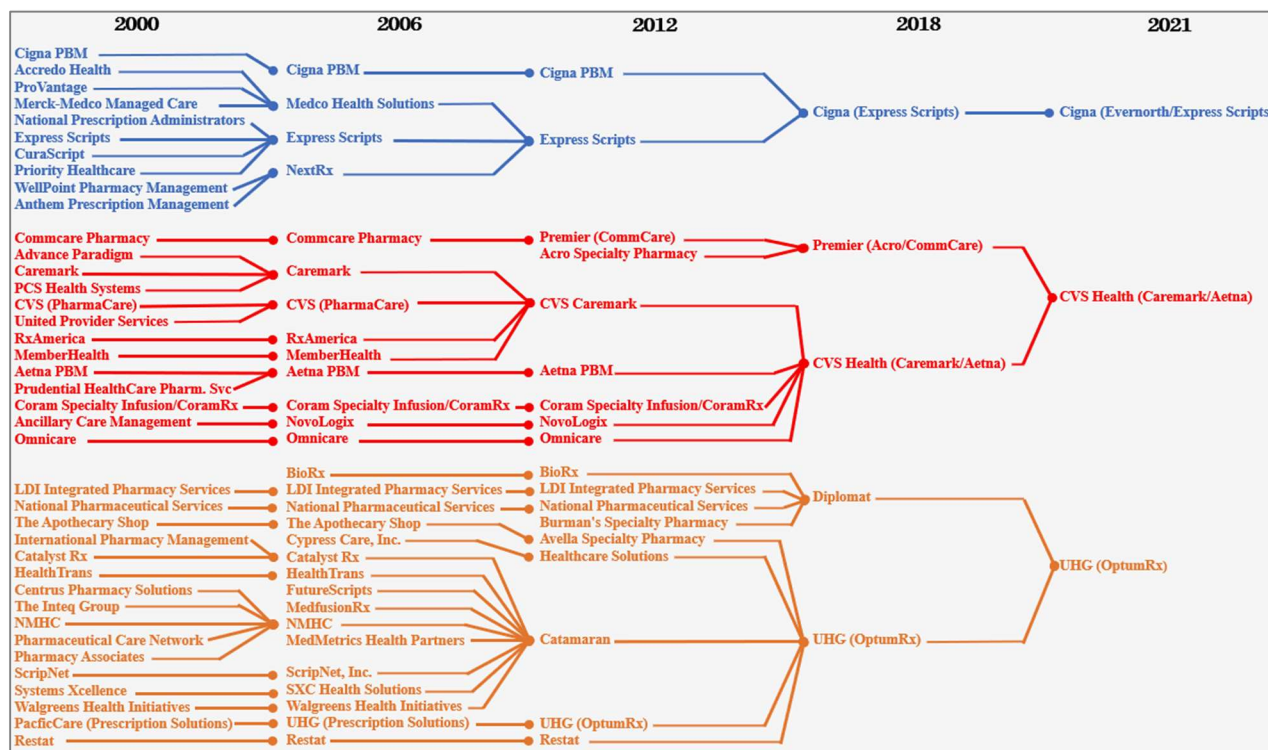 2000 2006 2012 2018 2021
Cigna PBM
Accredo Health
ProVantage
Merck-Medco Managed Care
National Prescription Administrators
Express Scripts
CuraScript
Priority Healthcare
WellPoint Pharmacy Management
Anthem Prescription Management
Cigna PBM
Medco Health Solutions
Express Scripts
NextRx
Cigna PBM
Express Scripts
Cigna (Express Scripts)
Cigna (Evernorth/Express Scripts
Commcare Pharmacy
Advance Paradigm
Caremark
PCS Health Systems
CVS (PharmaCare)
United Provider Services
RxAmerica
MemberHealth
Aetna PBM
Prudential HealthCare Pharm. Svc
Coram Specialty Infusion/CoramRx
Ancillary Care Management
Omnicare
Commcare Pharmacy
Caremark
CVS (PharmaCare)
RxAmerica
MemberHealth
Aetna PBM
Coram Specialty Infusion/CoramRx
NovoLogix
Omnicare
Premier (CommCare)
Acro Specialty Pharmacy
CVS Caremark
Aetna PBM
Coram Specialty Infusion/CoramRx
NovoLogix
Omnicare
Premier (Acro/CommCare)
CVS Health (Caremark/Aetna)
CVS Health (Caremark/Aetna)
LDI Integrated Pharmacy Services
National Pharmaceutical Services
The Apothecary Shop
International Pharmacy Management
Catalyst Rx
HealthTrans
Centrus Pharmacy Solutions
The Inteq Group
NMHC
Pharmaceutical Care Network
Pharmacy Associates
ScripNet
Systems Xcellence
Walgreens Health Initiatives
PacficCare (Prescription Solutions)
Restat
BioRx
LDI Integrated Pharmacy Services
National Pharmaceutical Services
The Apothecary Shop
Cypress Care, Inc.
Catalyst Rx
HealthTrans
FutureScripts
MedfusionRx
NMHC
MedMetrics Health Partners
ScripNet, Inc.
SXC Health Solutions
Walgreens Health Initiatives
UHG (Prescription Solutions)
Restat
BioRx
LDI Integrated Pharmacy Services
National Pharmaceutical Services
Burman's Specialty Pharmacy
Avella Specialty Pharmacy
Healthcare Solutions
Catamaran
UHG (OptumRx)
Restat
Diplomat
UHG (OptumRx)
UHG (OptumRx)